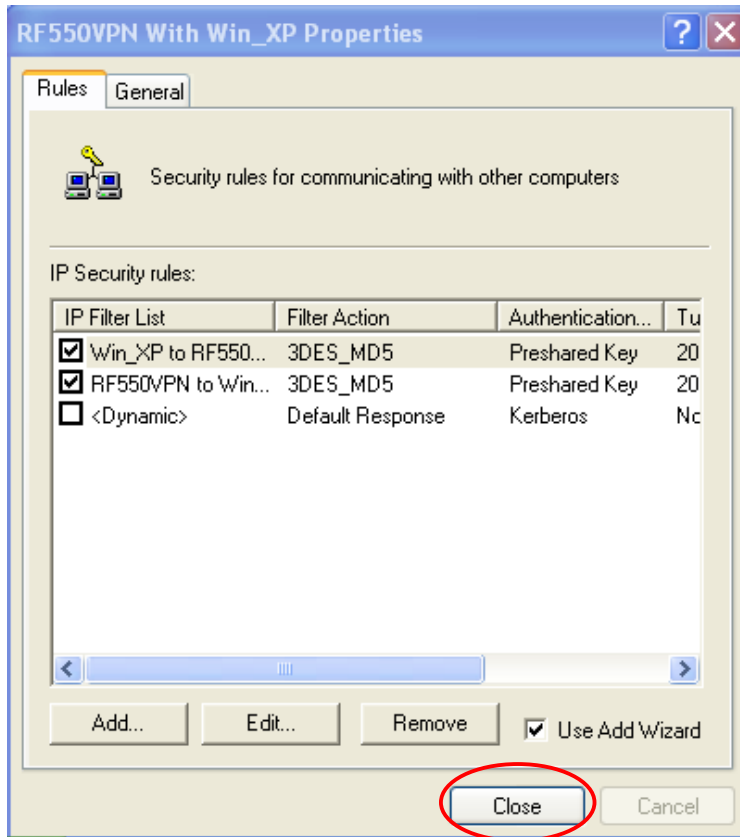 RF550VPN With Win_XP Properties
Rules General
Security rules for communicating with other computers
IP Security rules:
IP Filter List Filter Action Authentication... Tu
Win_XP to RF550... 3DES_MD5 Preshared Key 20
RF550VPN to Win... 3DES_MD5 Preshared Key 20
<Dynamic> Default Response Kerberos Nc
Add... Edit... Remove Use Add Wizard
Close Cancel